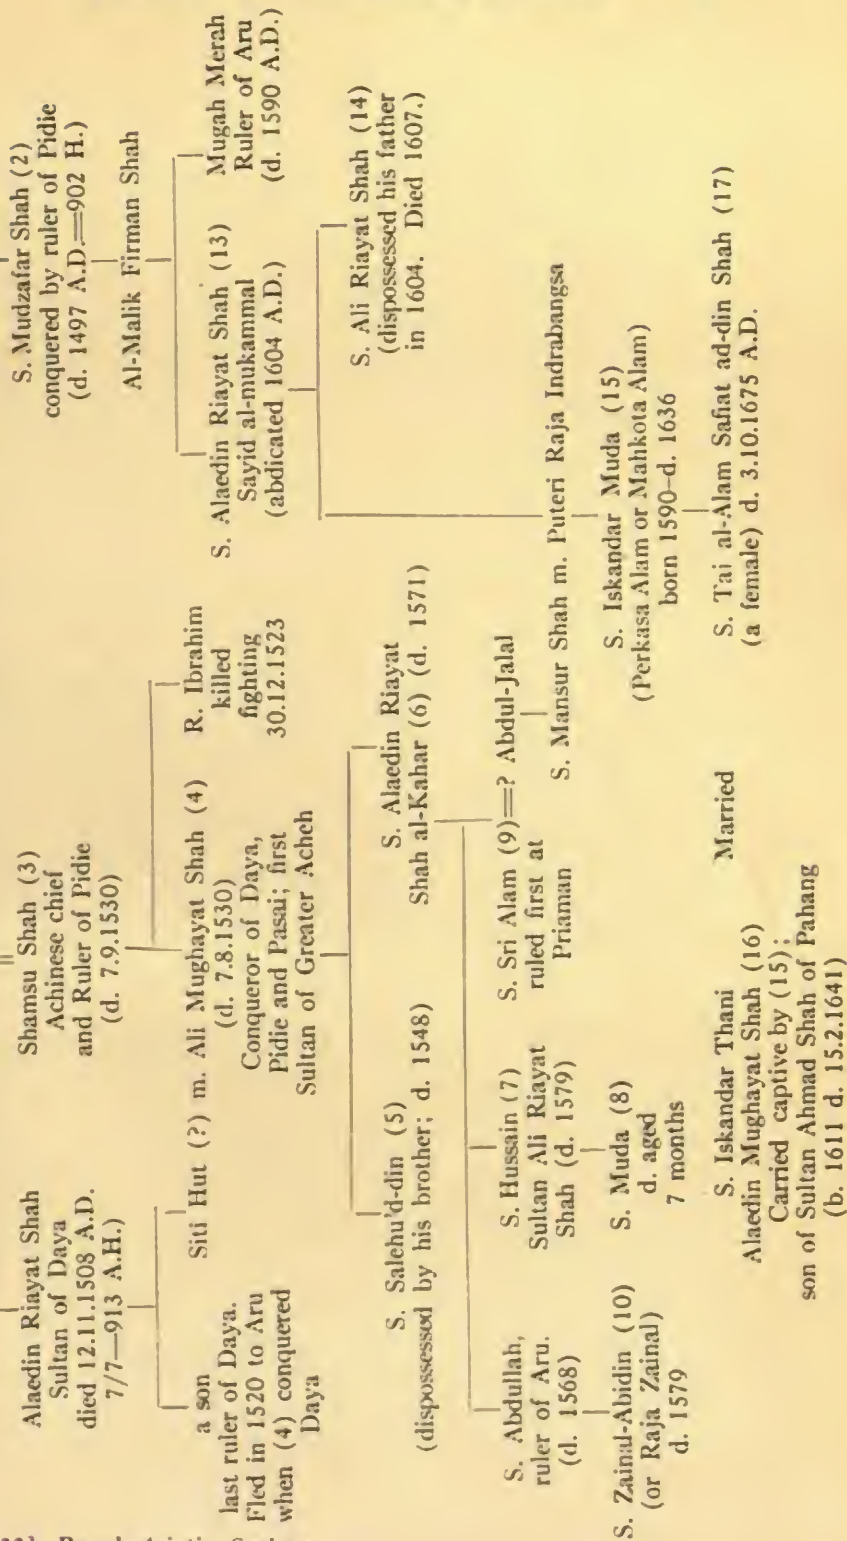 S. Mudzafar Shah (2)
conquered by ruler of Pidie
(d. 1497 A.D.=902 H.)
Al-Malik Firman Shah
Mugah Merah
Ruler of Aru
(d. 1590 A.D.)
S. Alaedin Riayat Shah (13)
Sayid al-mukammal
(abdicated 1604 A.D.)
S. Ali Riayat Shah (14)
(dispossessed his father
in 1604. Died 1607.)
Shamsu Shah (3)
Achinese chief
and Ruler of Pidie
(d. 7.9.1530)
R. Ibrahim
killed
fighting
30.12.1523
Alaedin Riayat Shah
Sultan of Daya
died 12.11.1508 A.D.
7/7—913 A.H.)
Siti Hut (?) m. Ali Mughayat Shah (4)
(d. 7.8.1530)
Conqueror of Daya,
Pidie and Pasai; first
Sultan of Greater Acheh
a son
last ruler of Daya.
Fled in 1520 to Aru
when (4) conquered
Daya
S. Salehu'd-din (5)
(dispossessed by his brother; d. 1548)
S. Alaedin Riayat
Shah al-Kahar (6) (d. 1571)
S. Abdullah,
ruler of Aru.
(d. 1568)
S. Hussain (7)
Sultan Ali Riayat
Shah (d. 1579)
S. Sri Alam (9)=? Abdul-Jalal
ruled first at
Priaman
S. Zainal-Abidin (10)
(or Raja Zainal)
d. 1579
S. Muda (8)
d. aged
7 months
S. Mansur Shah m. Puteri Raja Indrabangsa
S. Iskandar Muda (15)
(Perkasa Alam or Mahkota Alam)
born 1590-d. 1636
S. Iskandar Thani
Alaedin Mughayat Shah (16)
Carried captive by (15);
son of Sultan Ahmad Shah of Pahang
(b. 1611 d. 15.2.1641)
Married
S. Tai al-Alam Safiat ad-din Shah (17)
(a female) d. 3.10.1675 A.D.